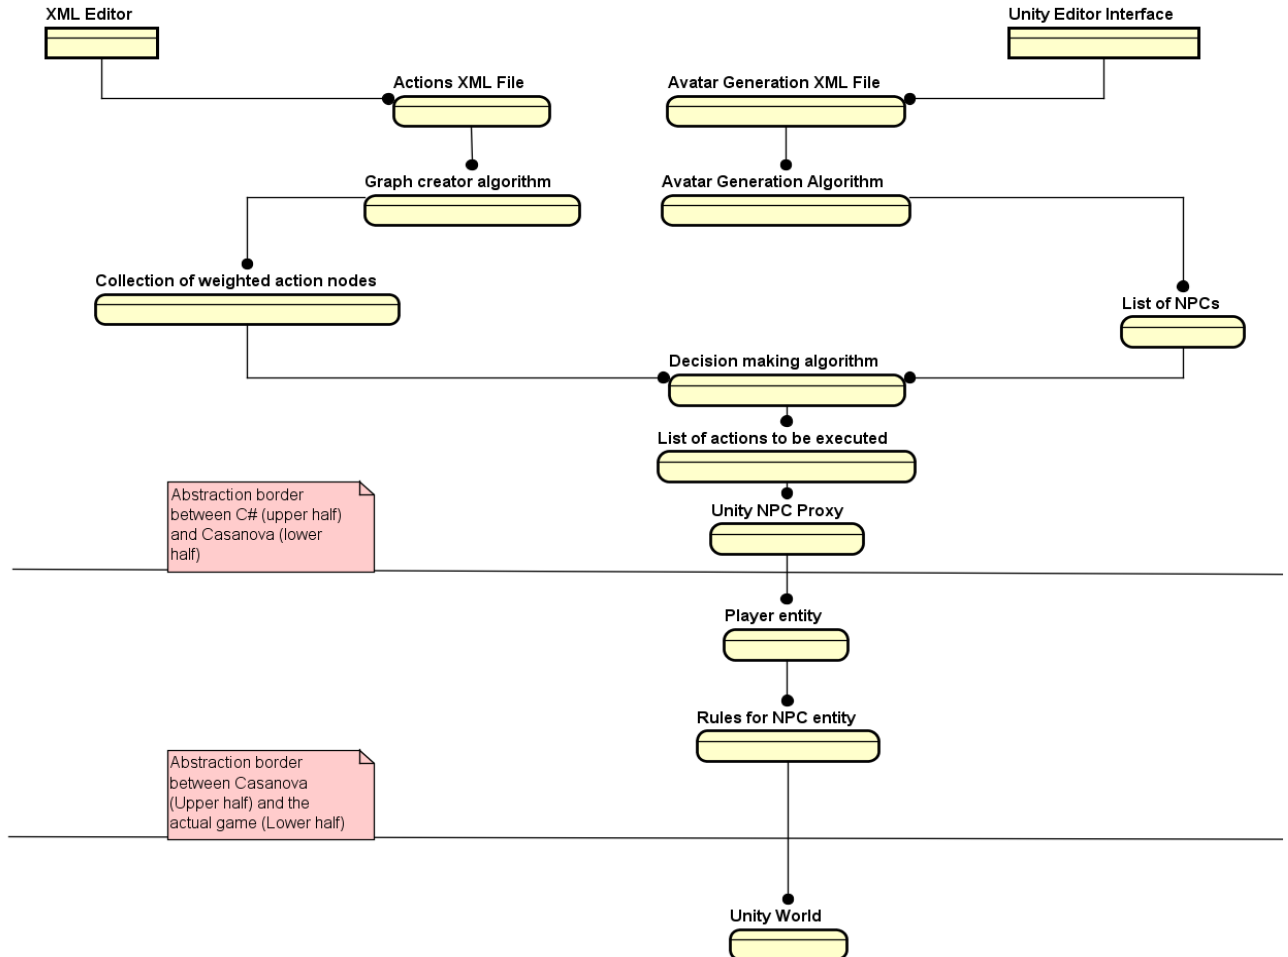 XML Editor
Unity Editor Interface
Actions XML File
Avatar Generation XML File
Graph creator algorithm
Avatar Generation Algorithm
Collection of weighted action nodes
List of NPCs
Decision making algorithm
List of actions to be executed
Abstraction border
between C# (upper half)
and Casanova (lower
half)
Unity NPC Proxy
Player entity
Rules for NPC entity
Abstraction border
between Casanova
(Upper half) and the
actual game (Lower half)
Unity World